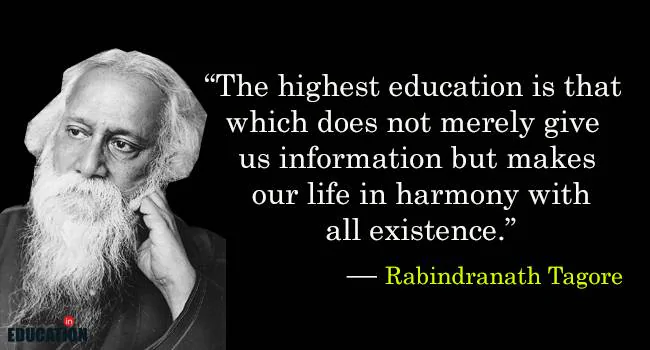 “The highest education is that
which does not merely give
us information but makes
our life in harmony with
all existence.”
— Rabindranath Tagore
in
EDUCATION